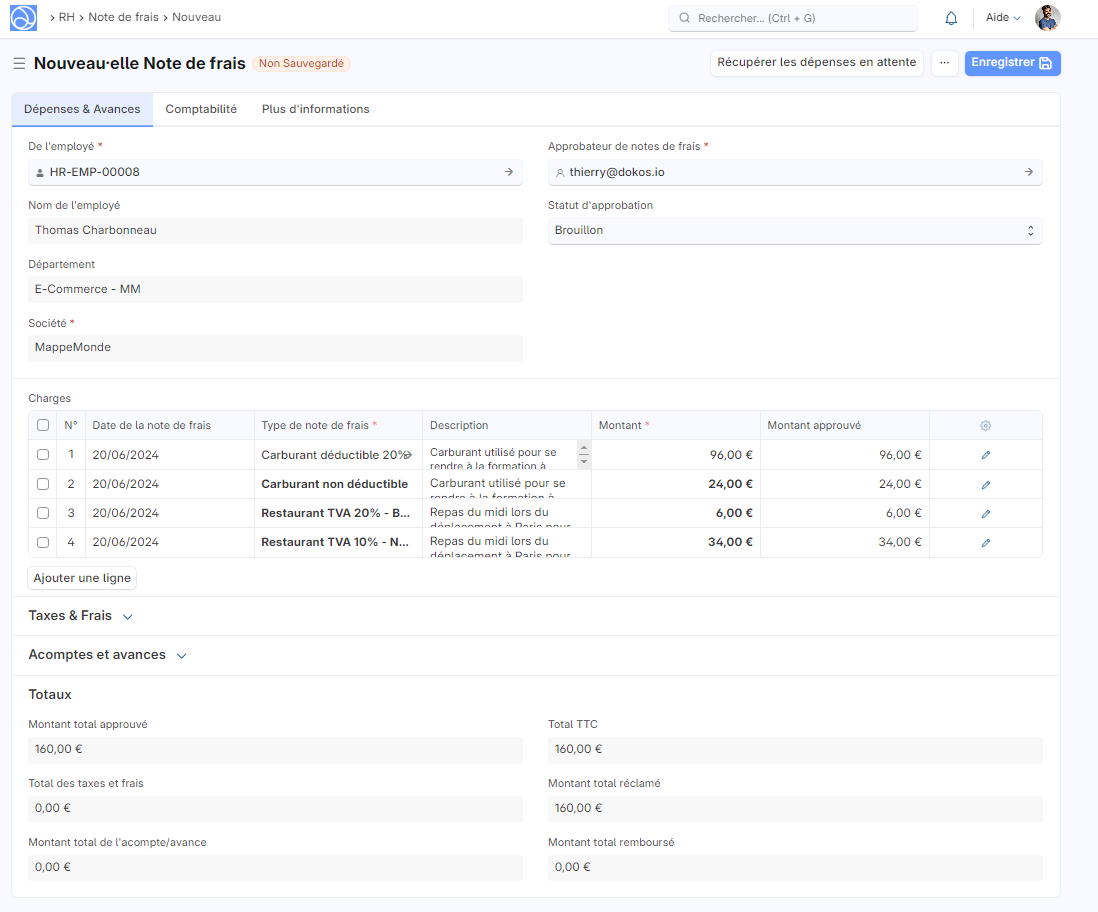 RH > Note de frais > Nouveau
Rechercher... (Ctrl + G)
Aide
Nouveau·elle Note de frais
Non Sauvegardé
Récupérer les dépenses en attente
...
Enregistrer
Dépenses & Avances
Comptabilité
Plus d'informations
De l'employé *
HR-EMP-00008
Approbateur de notes de frais *
thierry@dokos.io
Nom de l'employé
Thomas Charbonneau
Statut d'approbation
Brouillon
Département
E-Commerce - MM
Société *
MappeMonde
Charges
N° Date de la note de frais Type de note de frais * Description Montant * Montant approuvé
1 20/06/2024 Carburant déductible 20% Carburant utilisé pour se 96,00 € 96,00 €
rendre à la formation à
2 20/06/2024 Carburant non déductible Carburant utilisé pour se 24,00 € 24,00 €
rendre à la formation à
3 20/06/2024 Restaurant TVA 20% - B... Repas du midi lors du 6,00 € 6,00 €
déplacement à Paris pour
4 20/06/2024 Restaurant TVA 10% - N... Repas du midi lors du 34,00 € 34,00 €
déplacement à Paris pour
Ajouter une ligne
Taxes & Frais
Acomptes et avances
Totaux
Montant total approuvé
160,00 €
Total TTC
160,00 €
Total des taxes et frais
0,00 €
Montant total réclamé
160,00 €
Montant total de l'acompte/avance
0,00 €
Montant total remboursé
0,00 €